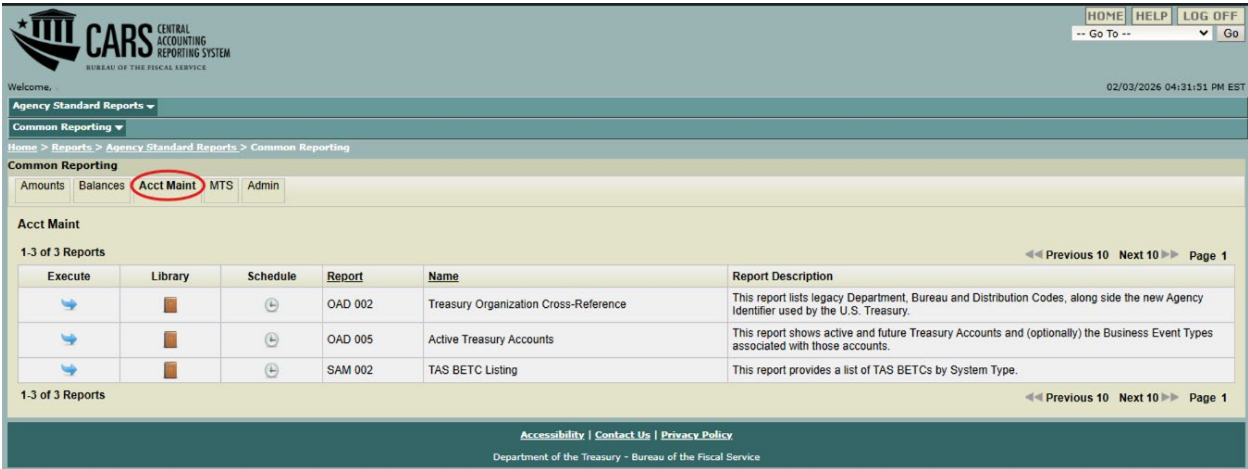 HOME HELP LOG OFF
-- Go To -- Go
CARS CENTRAL
ACCOUNTING
REPORTING SYSTEM
BUREAU OF THE FISCAL SERVICE
Welcome,
02/03/2026 04:31:51 PM EST
Agency Standard Reports
Common Reporting
Home > Reports > Agency Standard Reports > Common Reporting
Common Reporting
Amounts Balances Acct Maint MTS Admin
Acct Maint
1-3 of 3 Reports Previous 10 Next 10 Page 1
Execute Library Schedule Report Name Report Description
OAD 002 Treasury Organization Cross-Reference This report lists legacy Department, Bureau and Distribution Codes, along side the new Agency
Identifier used by the U.S. Treasury.
OAD 005 Active Treasury Accounts This report shows active and future Treasury Accounts and (optionally) the Business Event Types
associated with those accounts.
SAM 002 TAS BETC Listing This report provides a list of TAS BETCs by System Type.
1-3 of 3 Reports Previous 10 Next 10 Page 1
Accessibility | Contact Us | Privacy Policy
Department of the Treasury - Bureau of the Fiscal Service